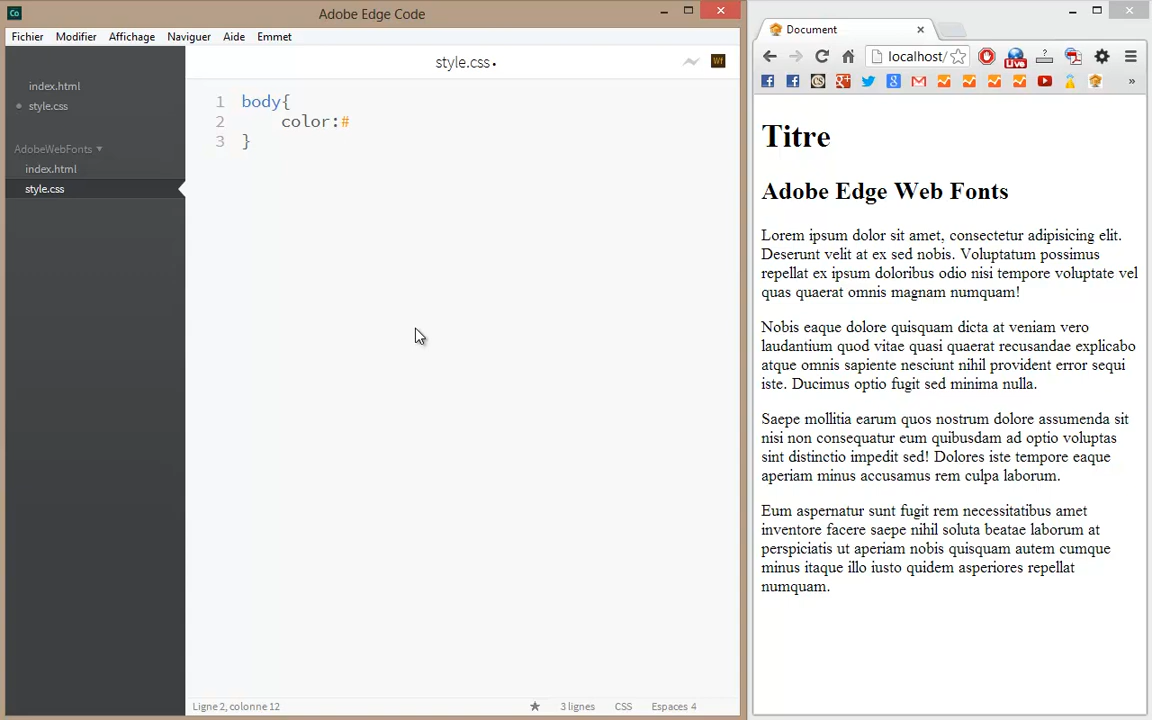 Co
Adobe Edge Code
Fichier Modifier Affichage Naviguer Aide Emmet
index.html
style.css
AdobeWebFonts
index.html
style.css
style.css
Wf
1 body{
2 color:#
3 }
Ligne 2, colonne 12
3 lignes CSS Espaces 4
Document
localhost/
LIVE
Titre
Adobe Edge Web Fonts
Lorem ipsum dolor sit amet, consectetur adipisicing elit.
Deserunt velit at ex sed nobis. Voluptatum possimus
repellat ex ipsum doloribus odio nisi tempore voluptate vel
quas quaerat omnis magnam numquam!
Nobis eaque dolore quisquam dicta at veniam vero
laudantium quod vitae quasi quaerat recusandae explicabo
atque omnis sapiente nesciunt nihil provident error sequi
iste. Ducimus optio fugit sed minima nulla.
Saepe mollitia earum quos nostrum dolore assumenda sit
nisi non consequatur eum quibusdam ad optio voluptas
sint distinctio impedit sed! Dolores iste tempore eaque
aperiam minus accusamus rem culpa laborum.
Eum aspernatur sunt fugit rem necessitatibus amet
inventore facere saepe nihil soluta beatae laborum at
perspiciatis ut aperiam nobis quisquam autem cumque
minus itaque illo iusto quidem asperiores repellat
numquam.